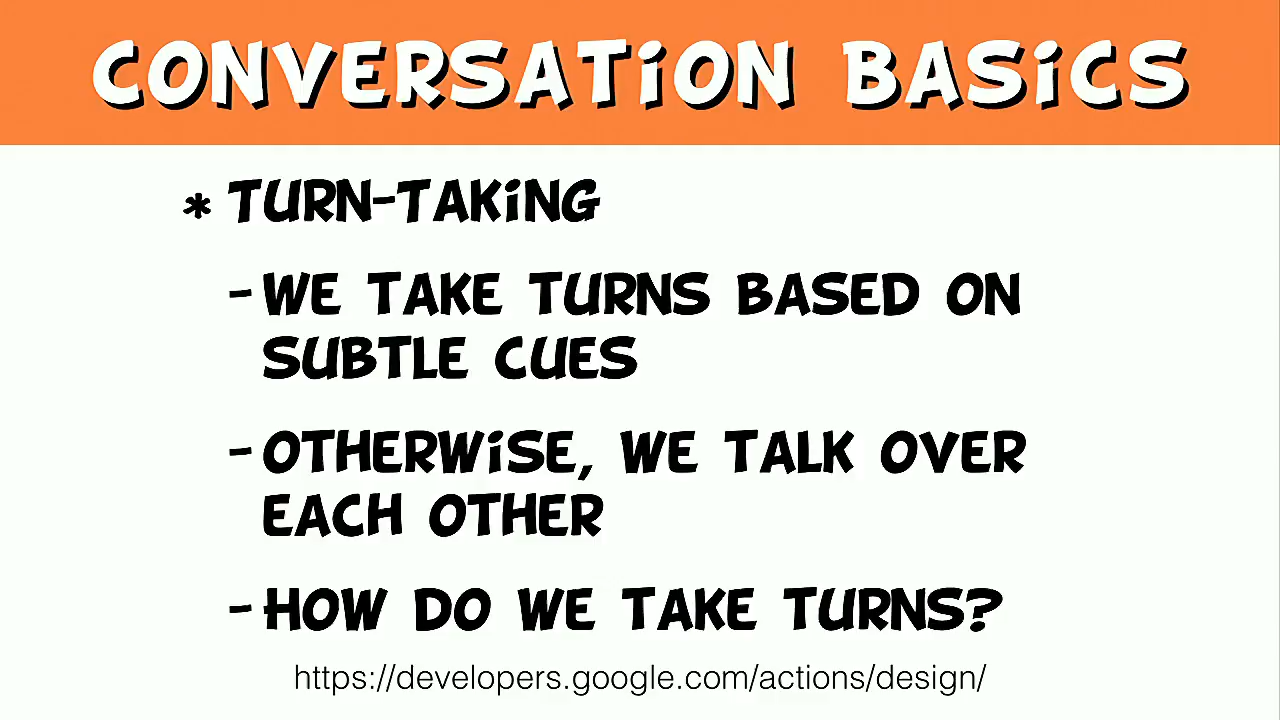 CONVERSATION BASICS
* TURN-TAKING
- WE TAKE TURNS BASED ON
SUBTLE CUES
- OTHERWISE, WE TALK OVER
EACH OTHER
- HOW DO WE TAKE TURNS?
https://developers.google.com/actions/design/